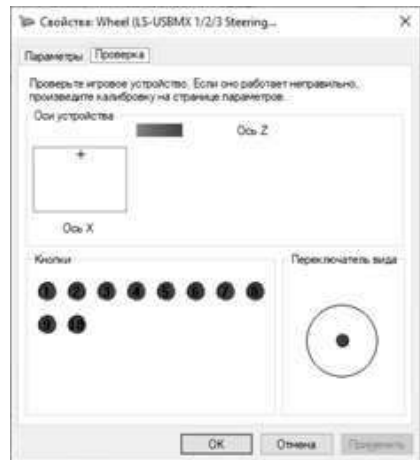 Свойства: Wheel (LS-USBMX 1/2/3 Steering...
Параметры Проверка
Проверьте игровое устройство. Если оно работает неправильно,
произведите калибровку на странице параметров.
Оси устройства
Ось Z
Ось X
Кнопки
Переключатель вида
1 2 3 4 5 6 7 8
9 10
OK Отмена Применить